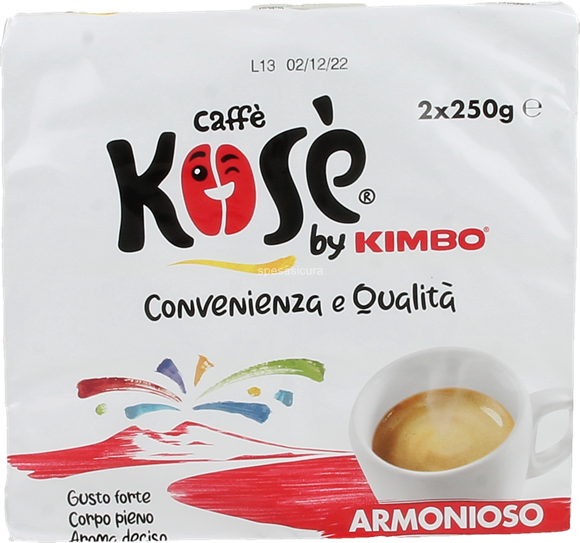 L13 02/12/22
2x250g ℮
caffè
KOSÈ®
by KIMBO®
spesasicura
Convenienza e Qualità
Gusto forte
Corpo pieno
Aroma deciso
ARMONIOSO